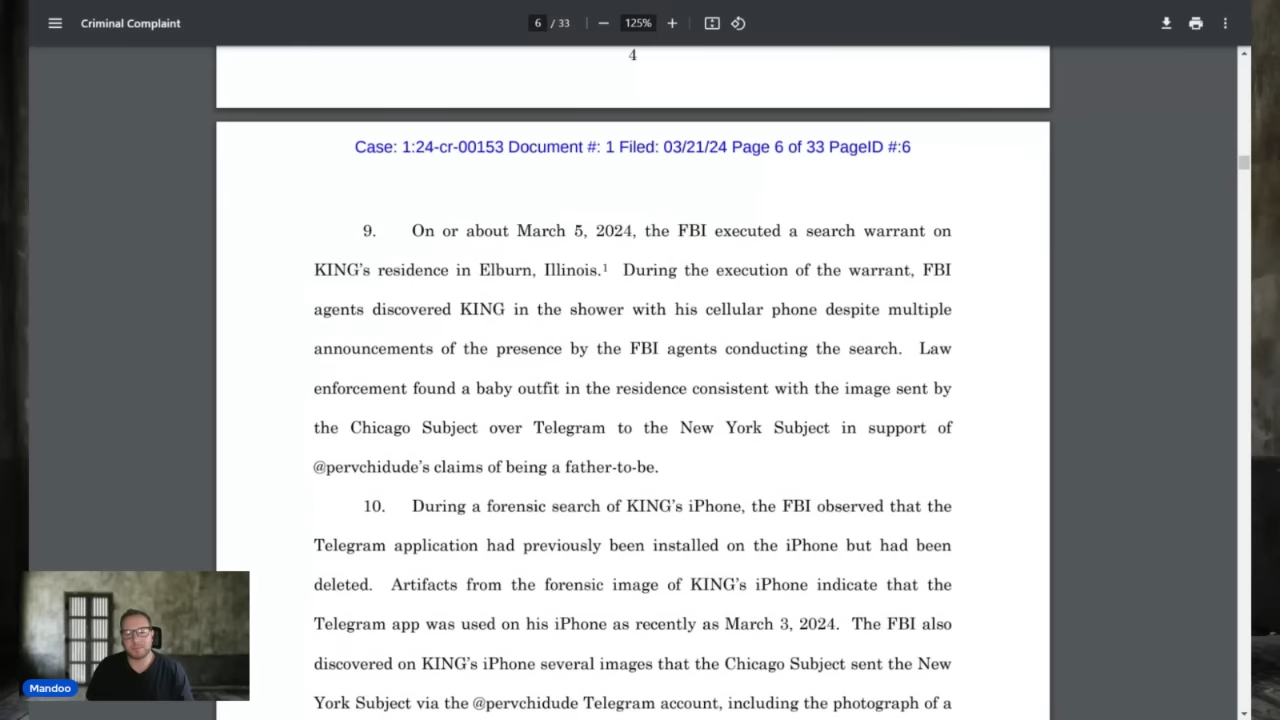 Criminal Complaint
6 / 33
125%
4
Case: 1:24-cr-00153 Document #: 1 Filed: 03/21/24 Page 6 of 33 PageID #:6
9. On or about March 5, 2024, the FBI executed a search warrant on
KING's residence in Elburn, Illinois.¹ During the execution of the warrant, FBI
agents discovered KING in the shower with his cellular phone despite multiple
announcements of the presence by the FBI agents conducting the search. Law
enforcement found a baby outfit in the residence consistent with the image sent by
the Chicago Subject over Telegram to the New York Subject in support of
@pervchidude's claims of being a father-to-be.
10. During a forensic search of KING's iPhone, the FBI observed that the
Telegram application had previously been installed on the iPhone but had been
deleted. Artifacts from the forensic image of KING's iPhone indicate that the
Telegram app was used on his iPhone as recently as March 3, 2024. The FBI also
discovered on KING's iPhone several images that the Chicago Subject sent the New
York Subject via the @pervchidude Telegram account, including the photograph of a
Mandoo